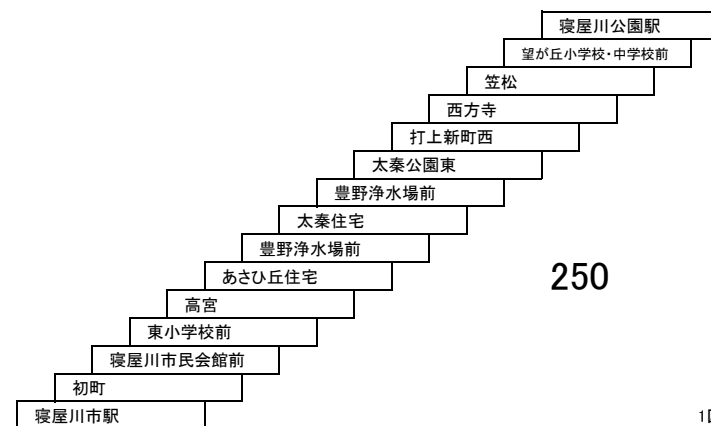 寝屋川公園駅
望が丘小学校・中学校前
笠松
西方寺
打上新町西
太秦公園東
豊野浄水場前
太秦住宅
豊野浄水場前
あさひ丘住宅
250
高宮
東小学校前
寝屋川市民会館前
初町
寝屋川市駅